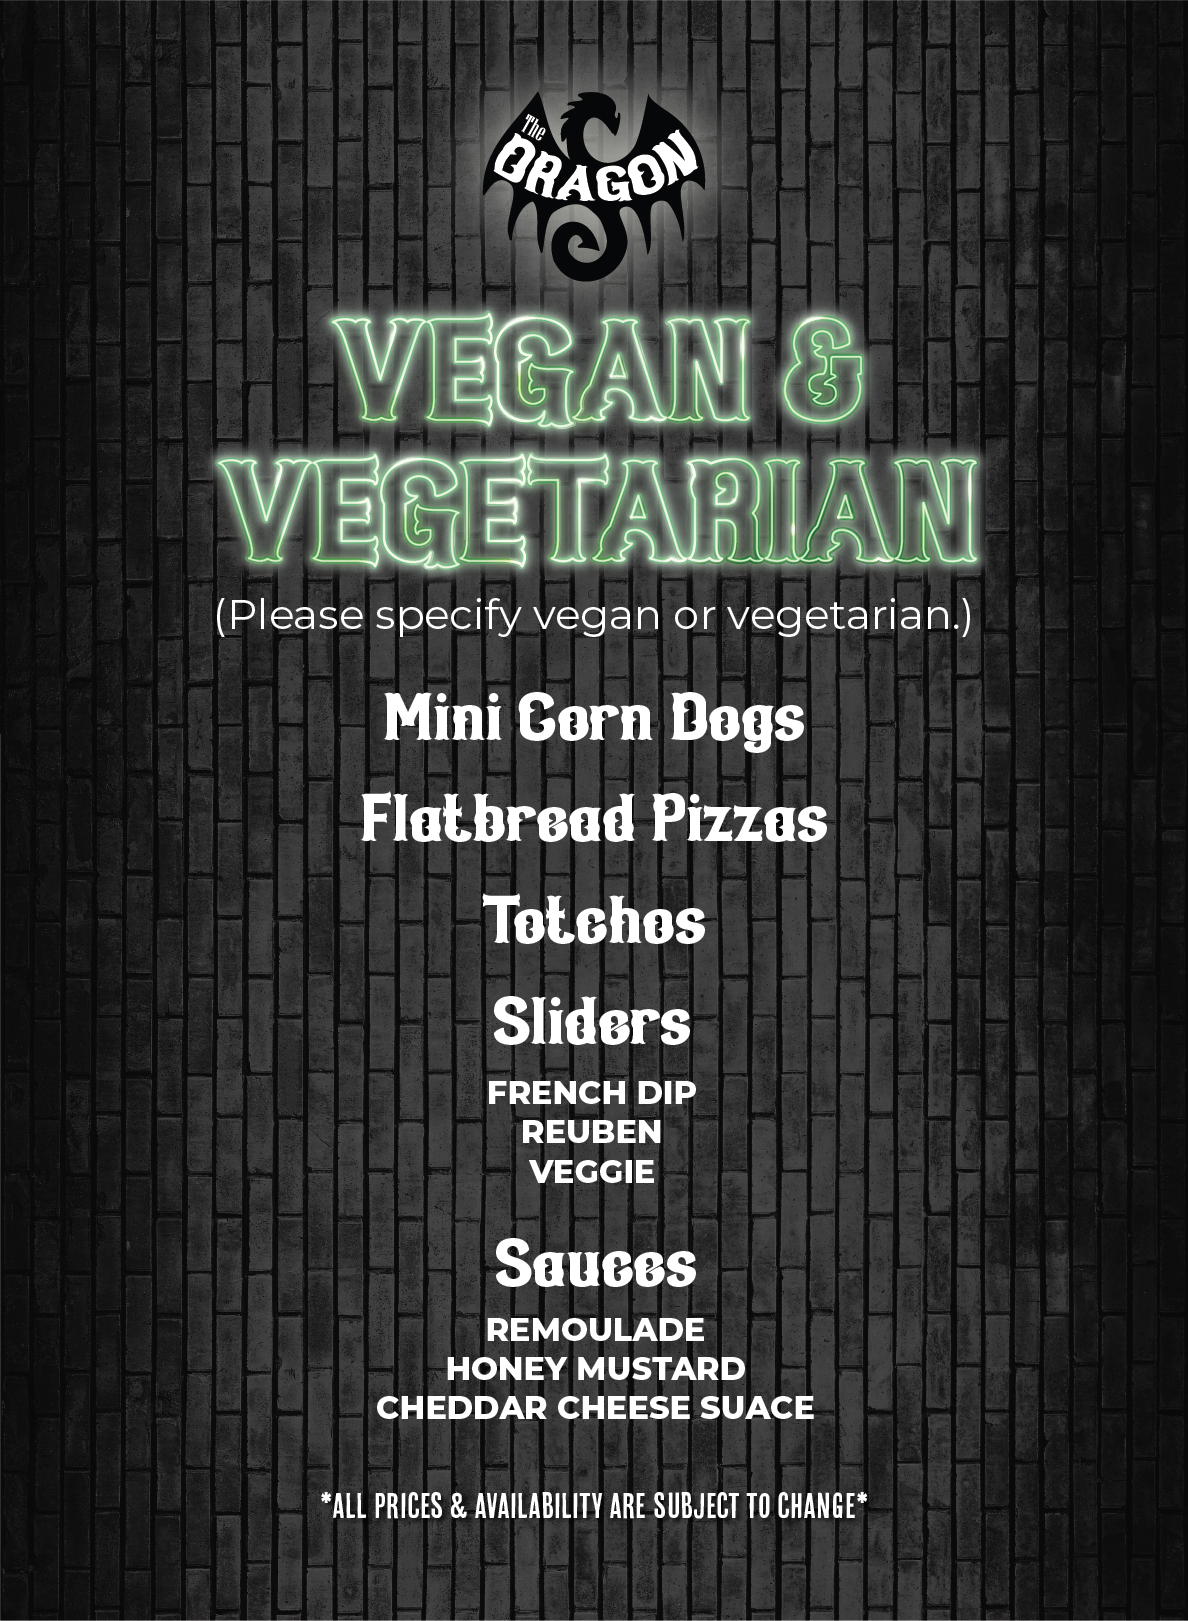 The
DRAGON
VEGAN &
VEGETARIAN
(Please specify vegan or vegetarian.)
Mini Corn Dogs
Flatbread Pizzas
Totchos
Sliders
FRENCH DIP
REUBEN
VEGGIE
Sauces
REMOULADE
HONEY MUSTARD
CHEDDAR CHEESE SUACE
*ALL PRICES & AVAILABILITY ARE SUBJECT TO CHANGE*